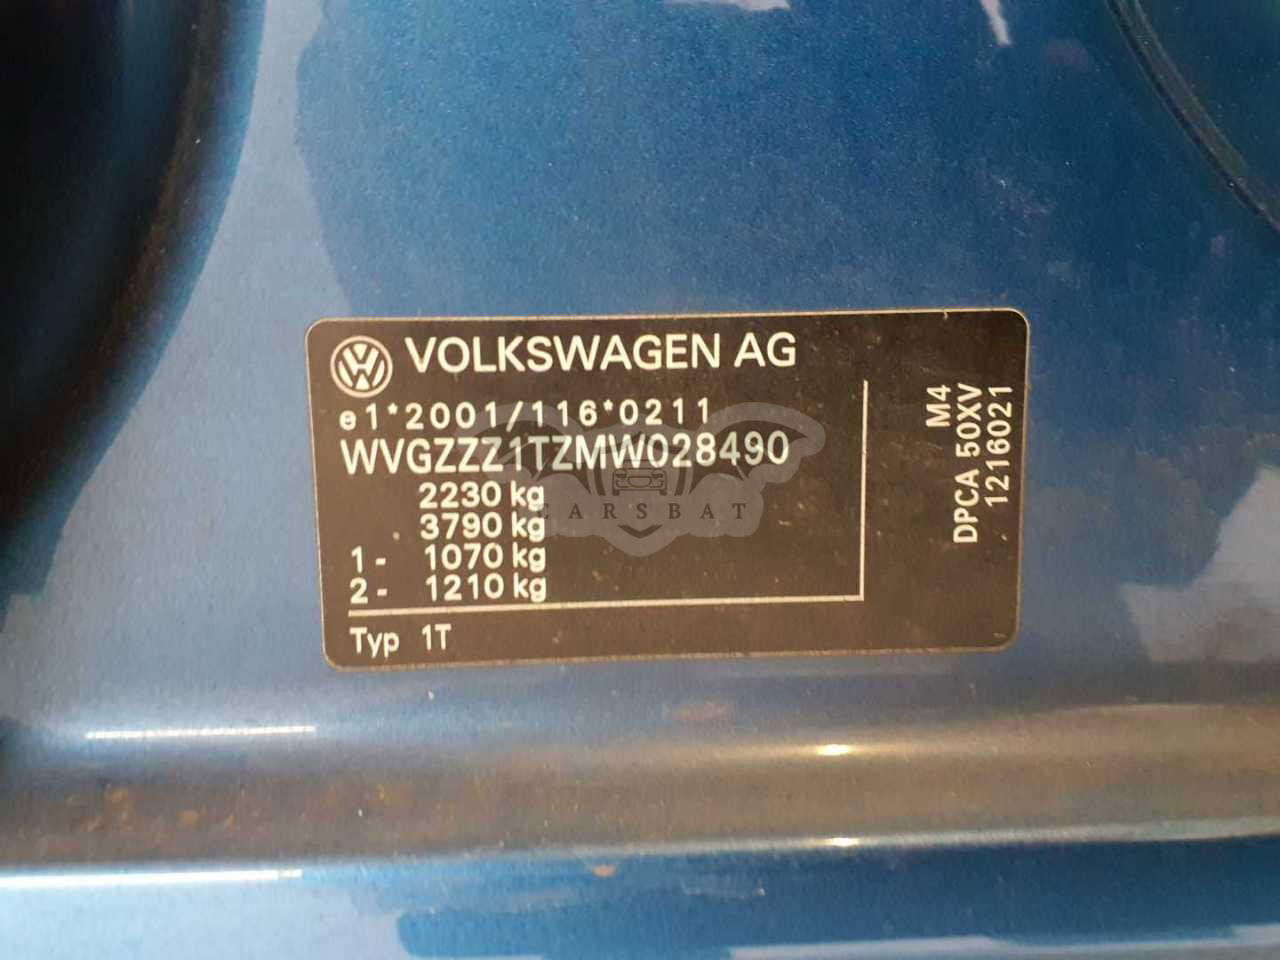 VOLKSWAGEN AG
e1*2001/116*0211
WVGZZZ1TZMW028490
2230 kg
3790 kg
1- 1070 kg
2- 1210 kg
Typ 1T
M4
DPCA 50XV
1216021
CARSBAT